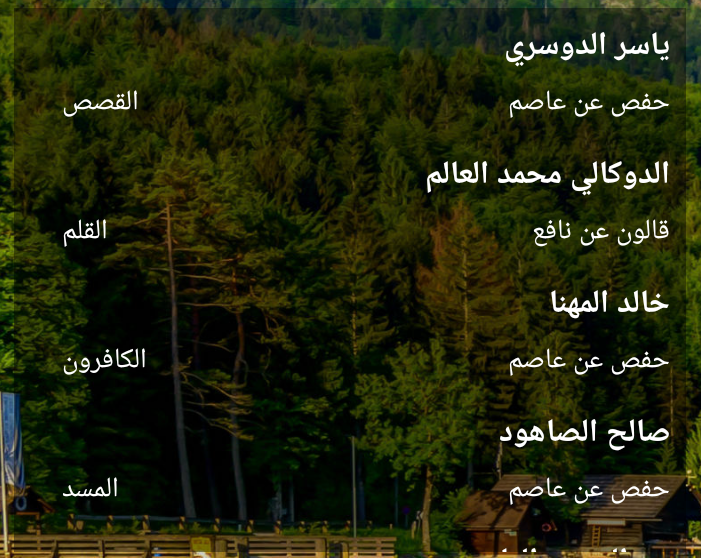 ياسر الدوسري
حفص عن عاصم القصص
الدوكالي محمد العالم
قالون عن نافع القلم
خالد المهنا
حفص عن عاصم الكافرون
صالح الصاهود
حفص عن عاصم المسد